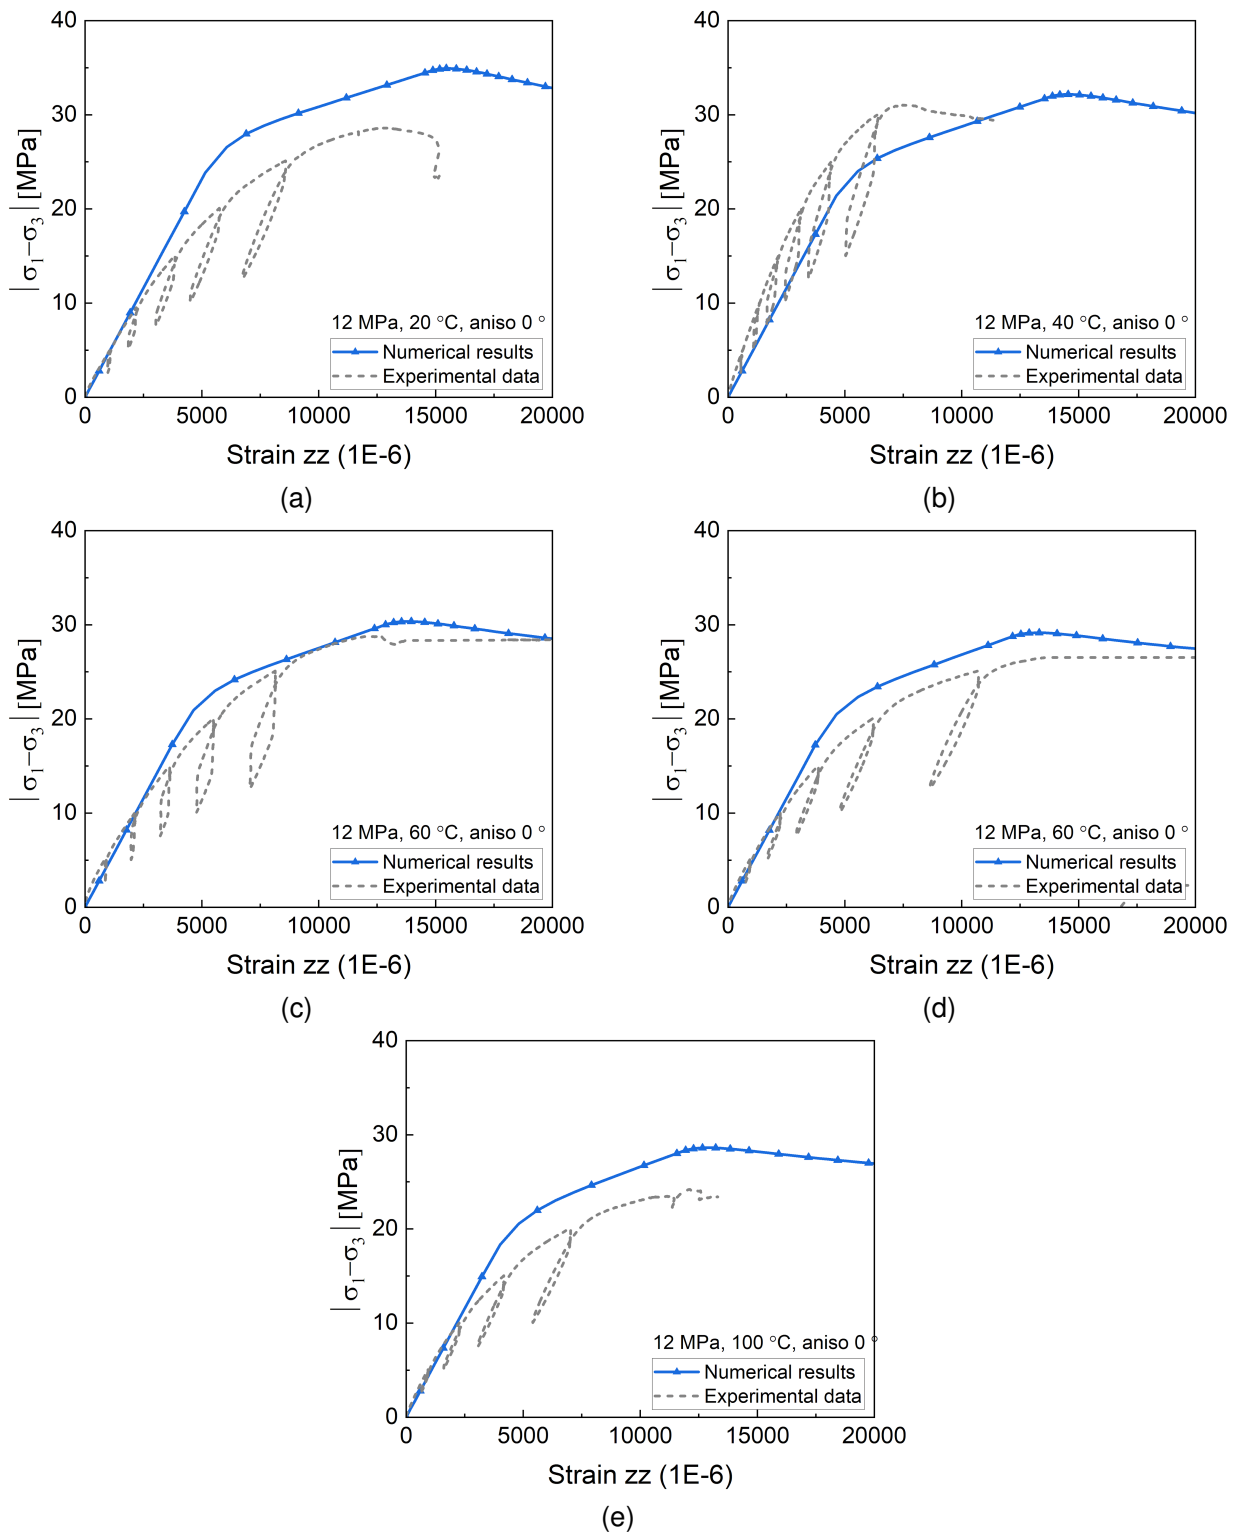 40
30
20
10
0
|σ1−σ3| [MPa]
12 MPa, 20 °C, aniso 0 °
Numerical results
Experimental data
0 5000 10000 15000 20000
Strain zz (1E-6)
(a)
40
30
20
10
0
|σ1−σ3| [MPa]
12 MPa, 40 °C, aniso 0 °
Numerical results
Experimental data
0 5000 10000 15000 20000
Strain zz (1E-6)
(b)
40
30
20
10
0
|σ1−σ3| [MPa]
12 MPa, 60 °C, aniso 0 °
Numerical results
Experimental data
0 5000 10000 15000 20000
Strain zz (1E-6)
(c)
40
30
20
10
0
|σ1−σ3| [MPa]
12 MPa, 60 °C, aniso 0 °
Numerical results
Experimental data
0 5000 10000 15000 20000
Strain zz (1E-6)
(d)
40
30
20
10
0
|σ1−σ3| [MPa]
12 MPa, 100 °C, aniso 0 °
Numerical results
Experimental data
0 5000 10000 15000 20000
Strain zz (1E-6)
(e)